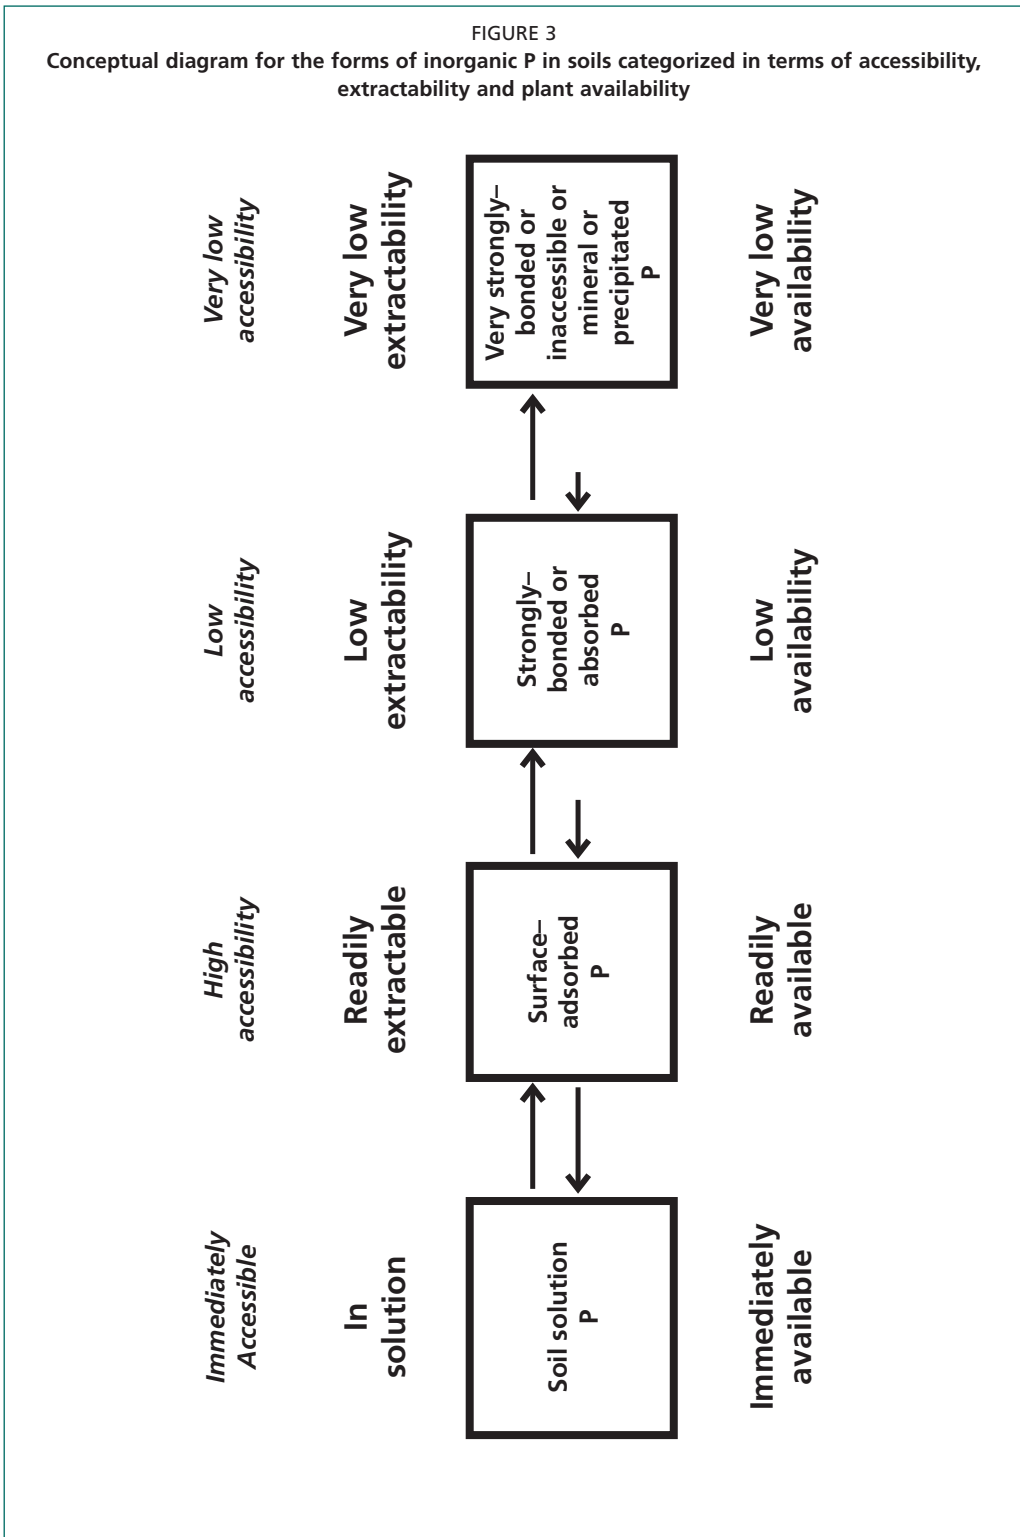 FIGURE 3
Conceptual diagram for the forms of inorganic P in soils categorized in terms of accessibility,
extractability and plant availability
Immediately
Accessible
High
accessibility
Low
accessibility
Very low
accessibility
In
solution
Readily
extractable
Low
extractability
Very low
extractability
Soil solution
P
Surface–
adsorbed
P
Strongly–
bonded or
absorbed
P
Very strongly–
bonded or
inaccessible or
mineral or
precipitated
P
Immediately
available
Readily
available
Low
availability
Very low
availability